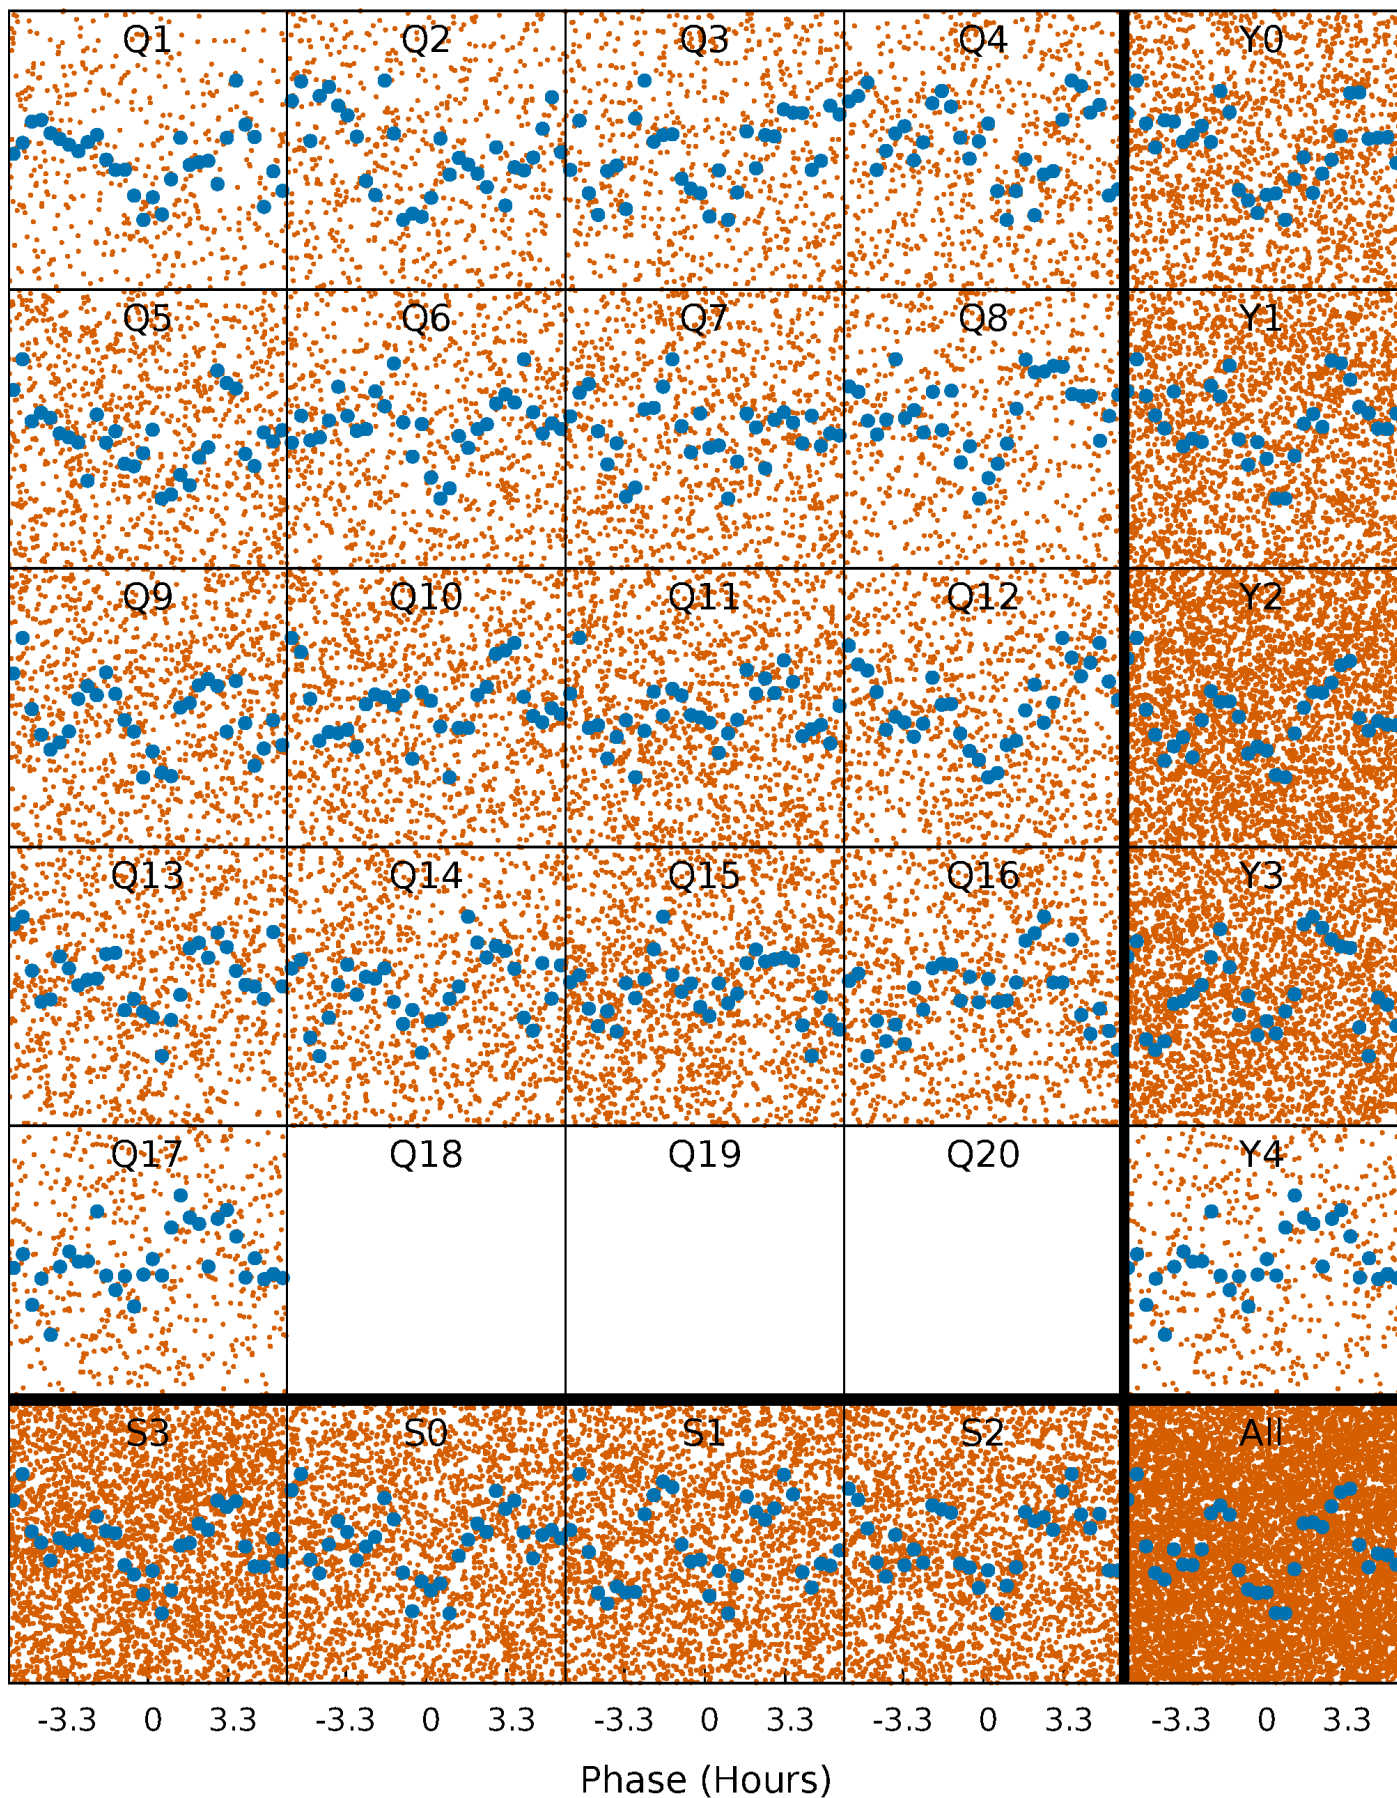 Q1 Q2 Q3 Q4 Y0
Q5 Q6 Q7 Q8 Y1
Q9 Q10 Q11 Q12 Y2
Q13 Q14 Q15 Q16 Y3
Q17 Q18 Q19 Q20 Y4
S3 S0 S1 S2 All
-3.3 0 3.3 -3.3 0 3.3 -3.3 0 3.3 -3.3 0 3.3 -3.3 0 3.3
Phase (Hours)